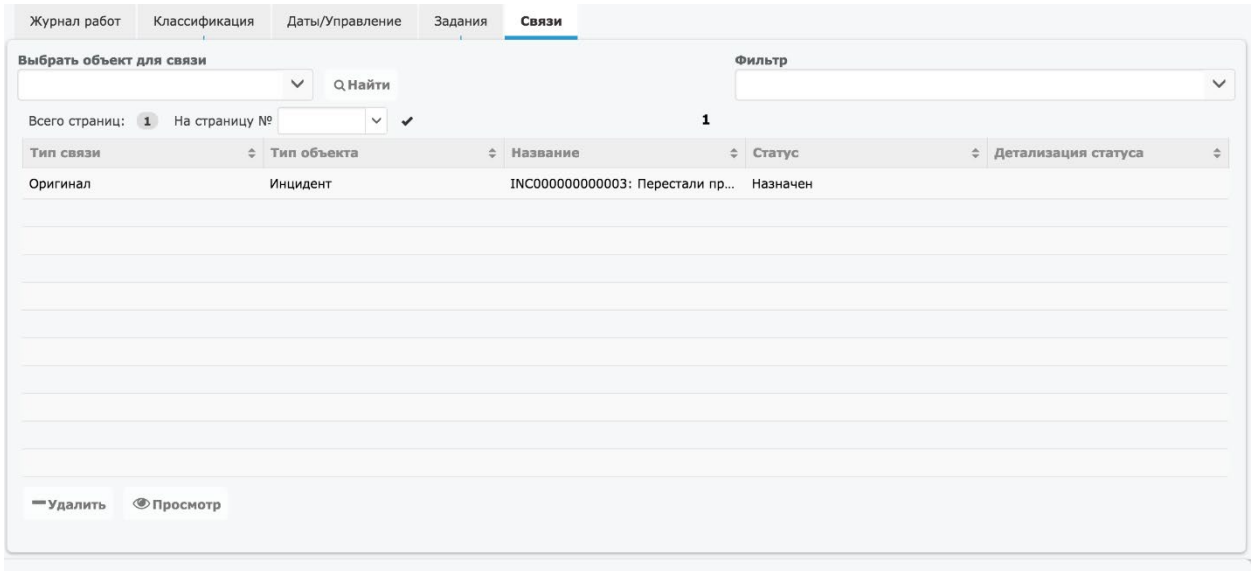 Журнал работ Классификация Даты/Управление Задания Связи
Выбрать объект для связи Фильтр
Найти
Всего страниц: 1 На страницу № 1
Тип связи Тип объекта Название Статус Детализация статуса
Оригинал Инцидент INC000000000003: Перестали пр... Назначен
Удалить Просмотр